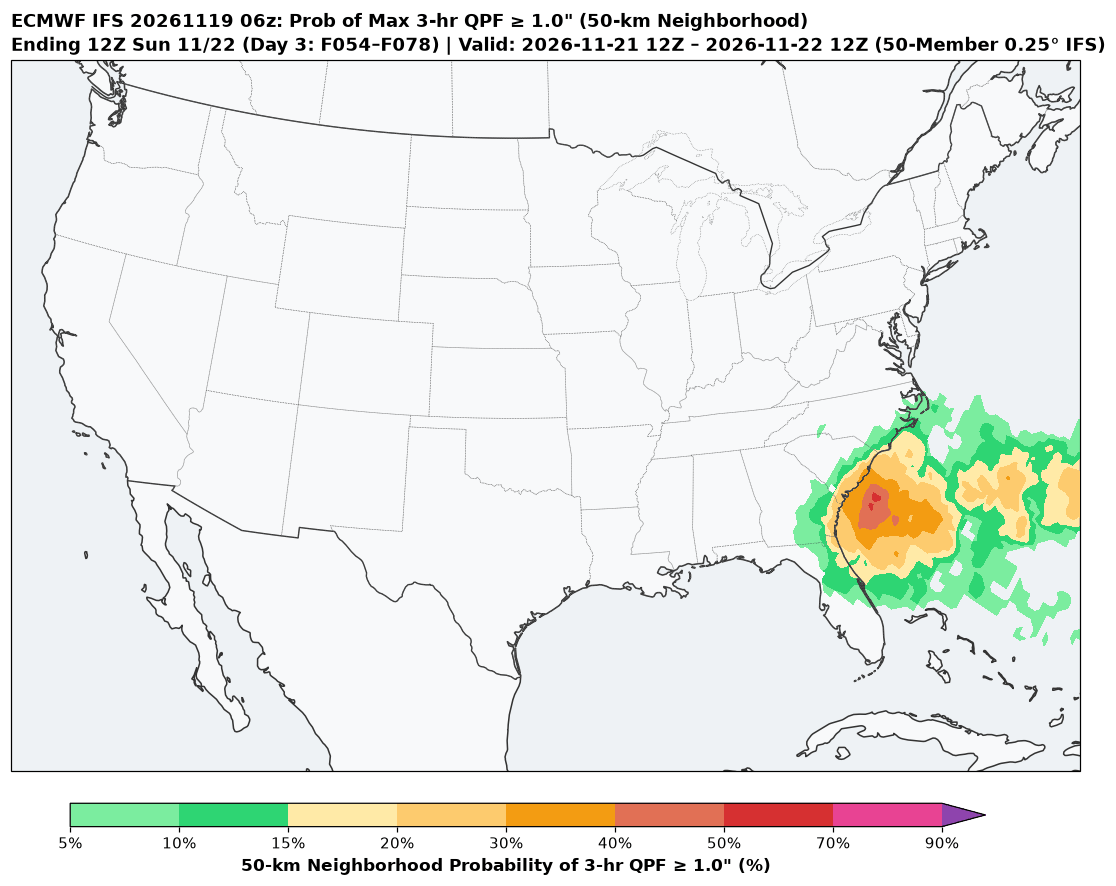 ECMWF IFS 20261119 06z: Prob of Max 3-hr QPF ≥ 1.0" (50-km Neighborhood)
Ending 12Z Sun 11/22 (Day 3: F054–F078) | Valid: 2026-11-21 12Z – 2026-11-22 12Z (50-Member 0.25° IFS)
5% 10% 15% 20% 30% 40% 50% 70% 90%
50-km Neighborhood Probability of 3-hr QPF ≥ 1.0" (%)